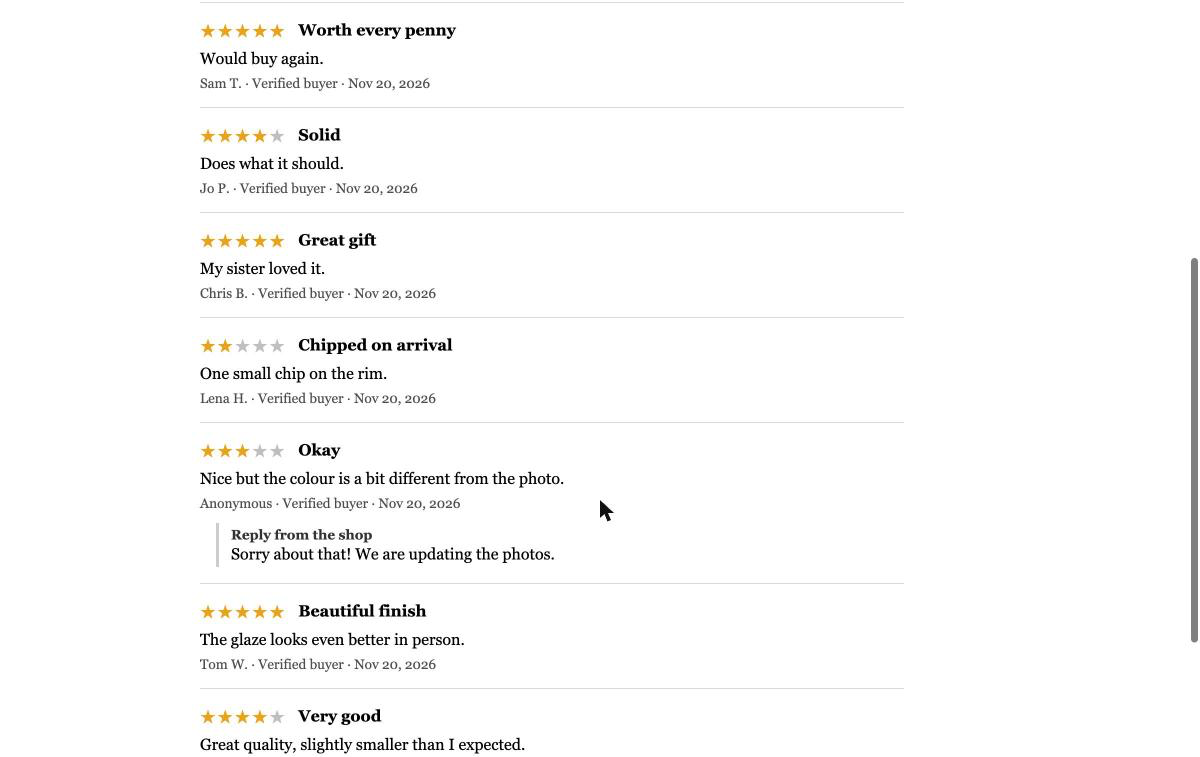 Worth every penny
Would buy again.
Sam T. · Verified buyer · Nov 20, 2026
Solid
Does what it should.
Jo P. · Verified buyer · Nov 20, 2026
Great gift
My sister loved it.
Chris B. · Verified buyer · Nov 20, 2026
Chipped on arrival
One small chip on the rim.
Lena H. · Verified buyer · Nov 20, 2026
Okay
Nice but the colour is a bit different from the photo.
Anonymous · Verified buyer · Nov 20, 2026
Reply from the shop
Sorry about that! We are updating the photos.
Beautiful finish
The glaze looks even better in person.
Tom W. · Verified buyer · Nov 20, 2026
Very good
Great quality, slightly smaller than I expected.